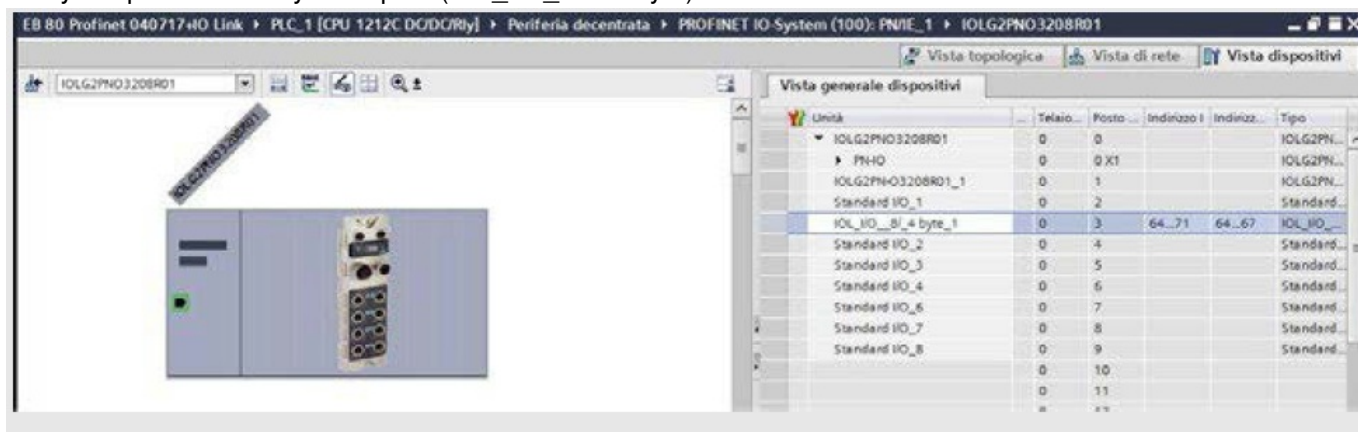 EB 80 Profinet 040717+IO Link ▸ PLC_1 [CPU 1212C DC/DC/Rly] ▸ Periferia decentrata ▸ PROFINET IO-System (100): PN/IE_1 ▸ IOLG2PNO3208R01
Vista topologica Vista di rete Vista dispositivi
IOLG2PNO3208R01
Vista generale dispositivi
Unità ... Telaio... Posto ... Indirizzo I Indirizz... Tipo
IOLG2PNO3208R01 0 0 IOLG2PN...
PN-IO 0 0 X1 IOLG2PN...
IOLG2PN-O3208R01_1 0 1 IOLG2PN...
Standard I/O_1 0 2 Standard...
IOL_I/O__8/_4 byte_1 0 3 64...71 64...67 IOL_I/O_...
Standard I/O_2 0 4 Standard...
Standard I/O_3 0 5 Standard...
Standard I/O_4 0 6 Standard...
Standard I/O_6 0 7 Standard...
Standard I/O_7 0 8 Standard...
Standard I/O_8 0 9 Standard...
0 10
0 11
IOLG2PNO3208R01